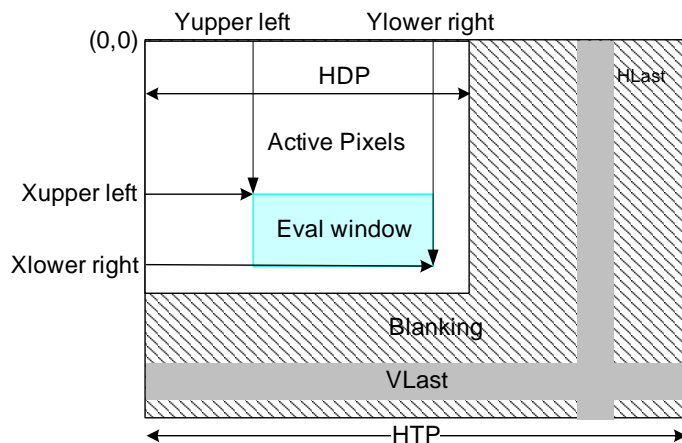 Yupper left Ylower right
(0,0)
HDP
HLast
Active Pixels
Xupper left
Eval window
Xlower right
Blanking
VLast
HTP